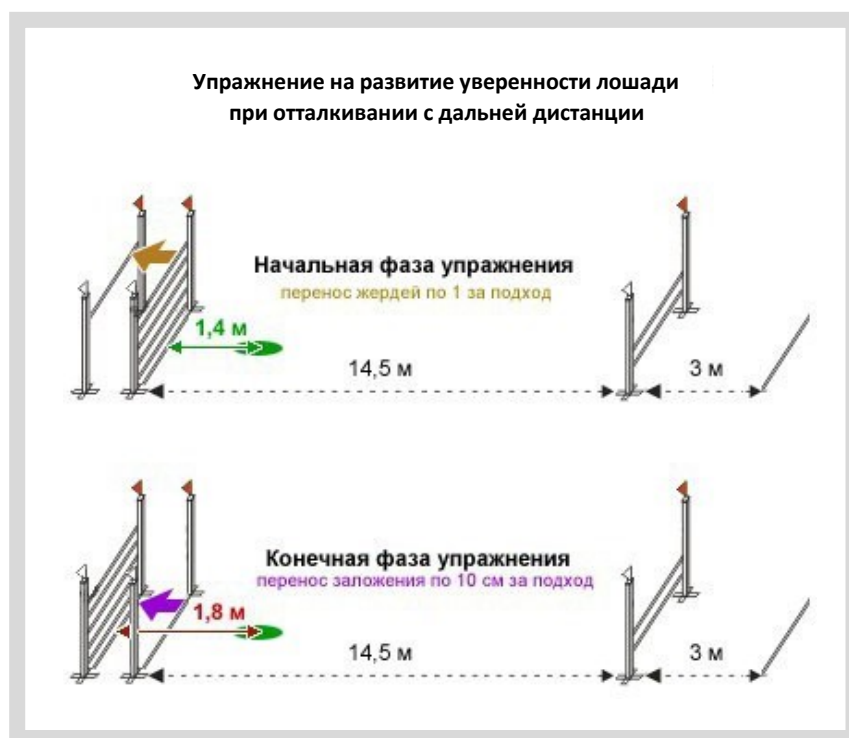 Упражнение на развитие уверенности лошади
при отталкивании с дальней дистанции
Начальная фаза упражнения
перенос жердей по 1 за подход
1,4 м
14,5 м
3 м
Конечная фаза упражнения
перенос заложения по 10 см за подход
1,8 м
14,5 м
3 м